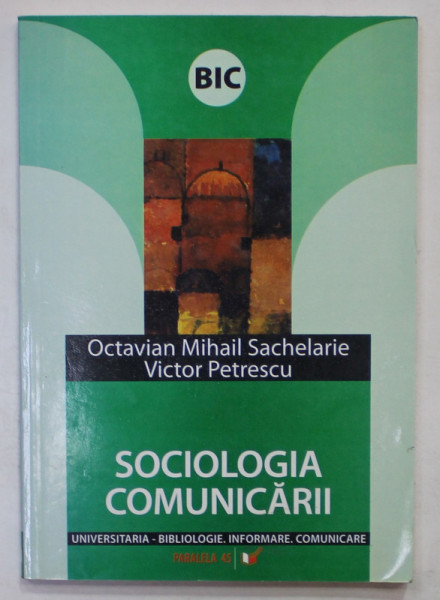 BIC
Octavian Mihail Sachelarie
Victor Petrescu
SOCIOLOGIA
COMUNICĂRII
UNIVERSITARIA - BIBLIOLOGIE. INFORMARE. COMUNICARE
PARALELA 45